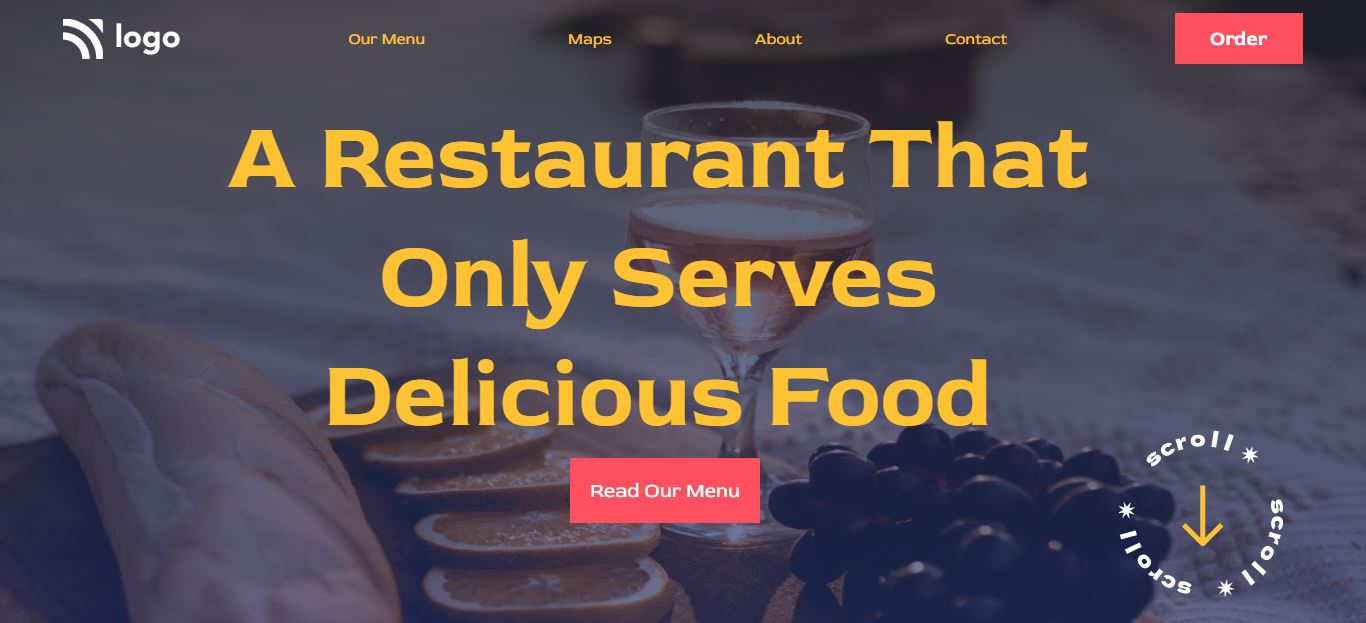 logo
Our Menu
Maps
About
Contact
Order
A Restaurant That
Only Serves
Delicious Food
Read Our Menu
scroll
scroll
scroll